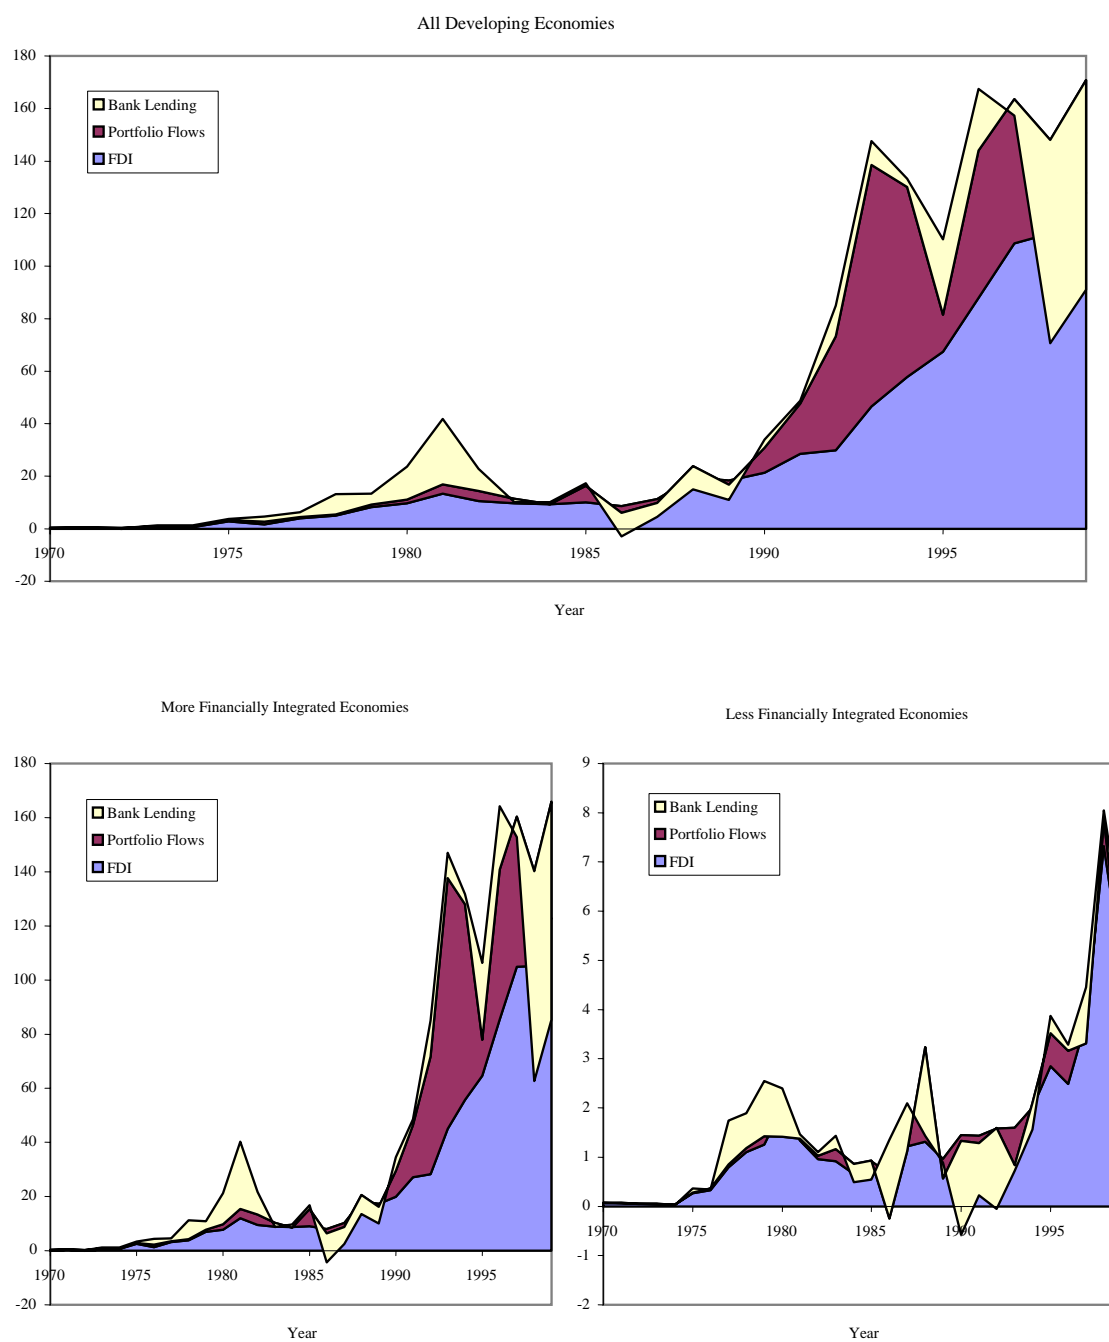 All Developing Economies
180
160
140
120
100
80
60
40
20
0
-20
Bank Lending
Portfolio Flows
FDI
1970 1975 1980 1985 1990 1995
Year
More Financially Integrated Economies
180
160
140
120
100
80
60
40
20
0
-20
Bank Lending
Portfolio Flows
FDI
1970 1975 1980 1985 1990 1995
Year
Less Financially Integrated Economies
9
8
7
6
5
4
3
2
1
0
-1
-2
Bank Lending
Portfolio Flows
FDI
1970 1975 1980 1985 1990 1995
Year